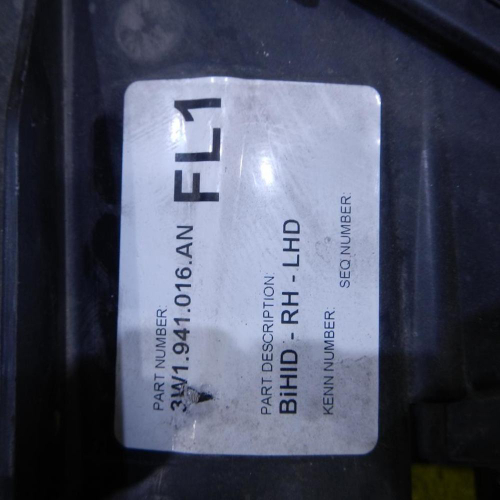 PART NUMBER:
3W1.941.016.AN
FL1
PART DESCRIPTION:
BiHID - RH - LHD
KENN NUMBER:
SEQ NUMBER: